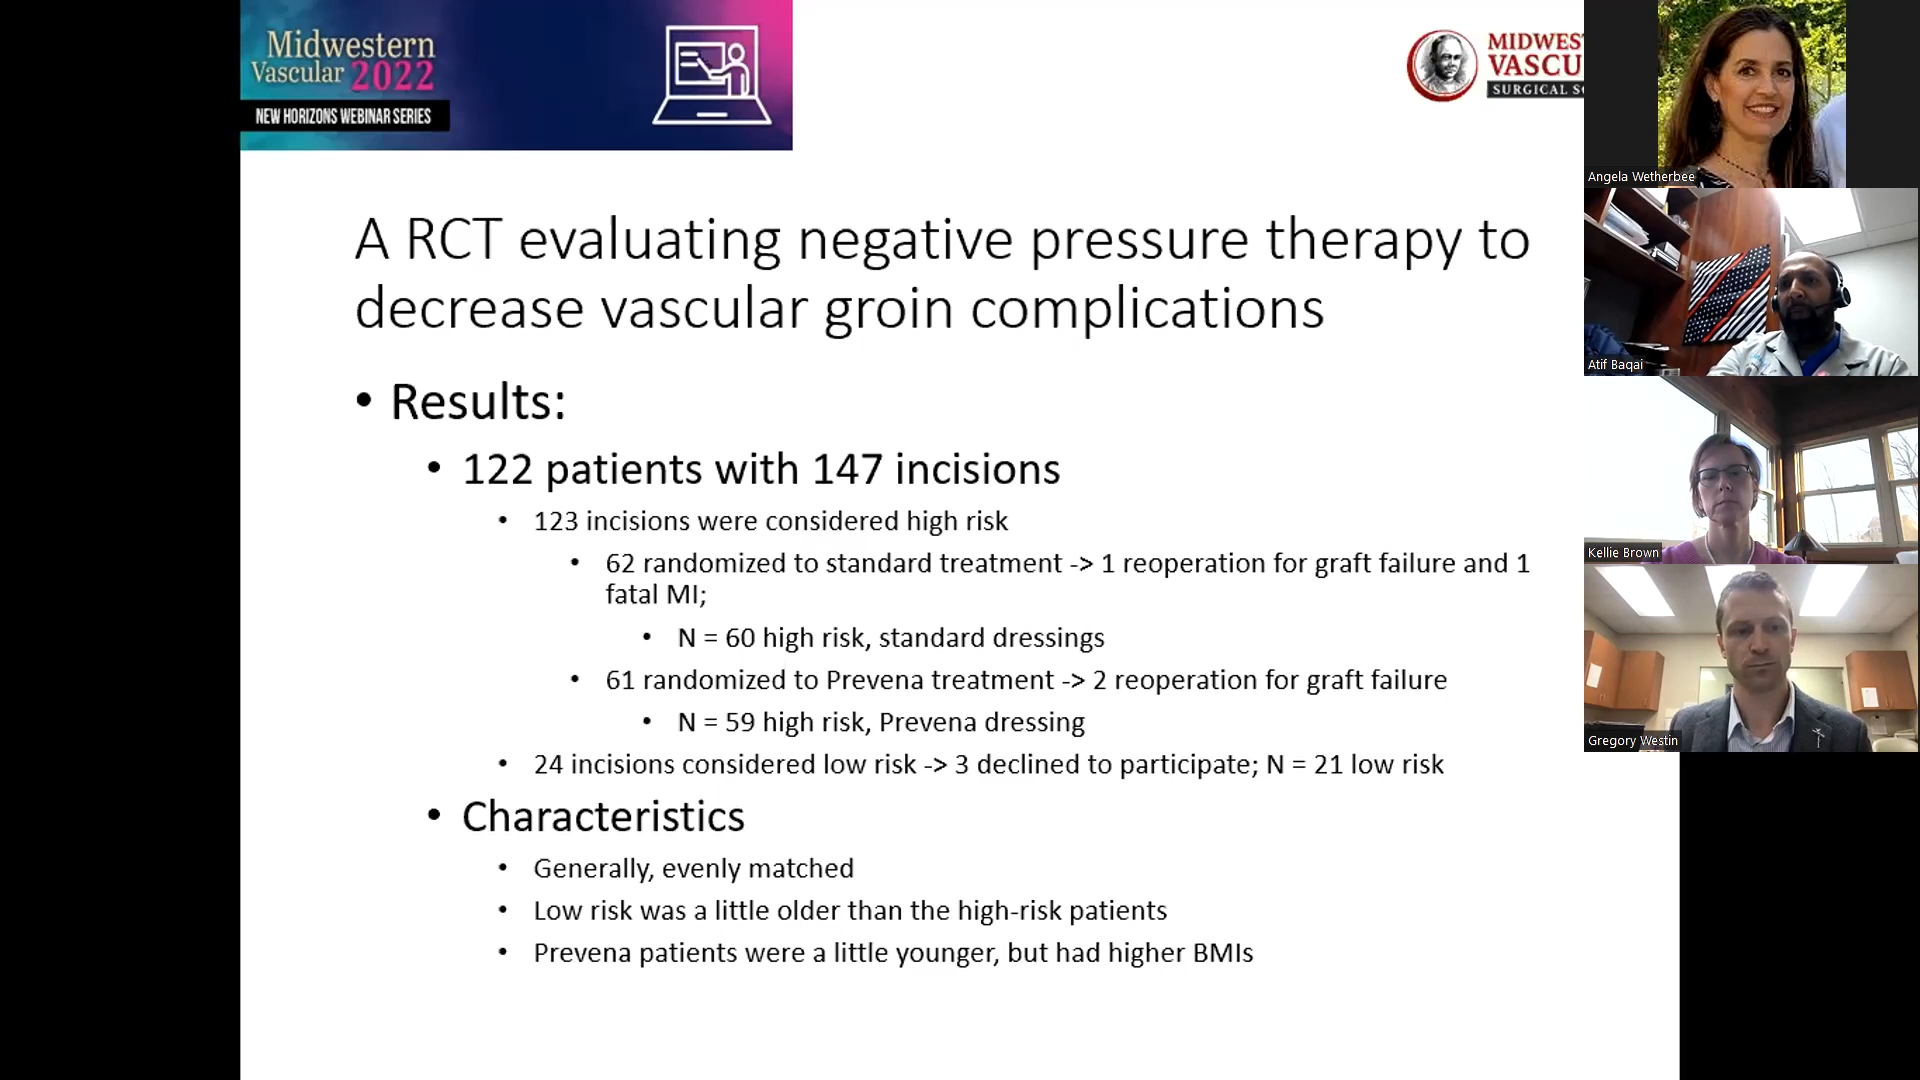 Midwestern
Vascular 2022
NEW HORIZONS WEBINAR SERIES
MIDWES
VASCU
SURGICAL S
A RCT evaluating negative pressure therapy to
decrease vascular groin complications
• Results:
• 122 patients with 147 incisions
• 123 incisions were considered high risk
• 62 randomized to standard treatment -> 1 reoperation for graft failure and 1
fatal MI;
• N = 60 high risk, standard dressings
• 61 randomized to Prevena treatment -> 2 reoperation for graft failure
• N = 59 high risk, Prevena dressing
• 24 incisions considered low risk -> 3 declined to participate; N = 21 low risk
• Characteristics
• Generally, evenly matched
• Low risk was a little older than the high-risk patients
• Prevena patients were a little younger, but had higher BMIs
Angela Wetherbee
Atif Baqai
Kellie Brown
Gregory Westin